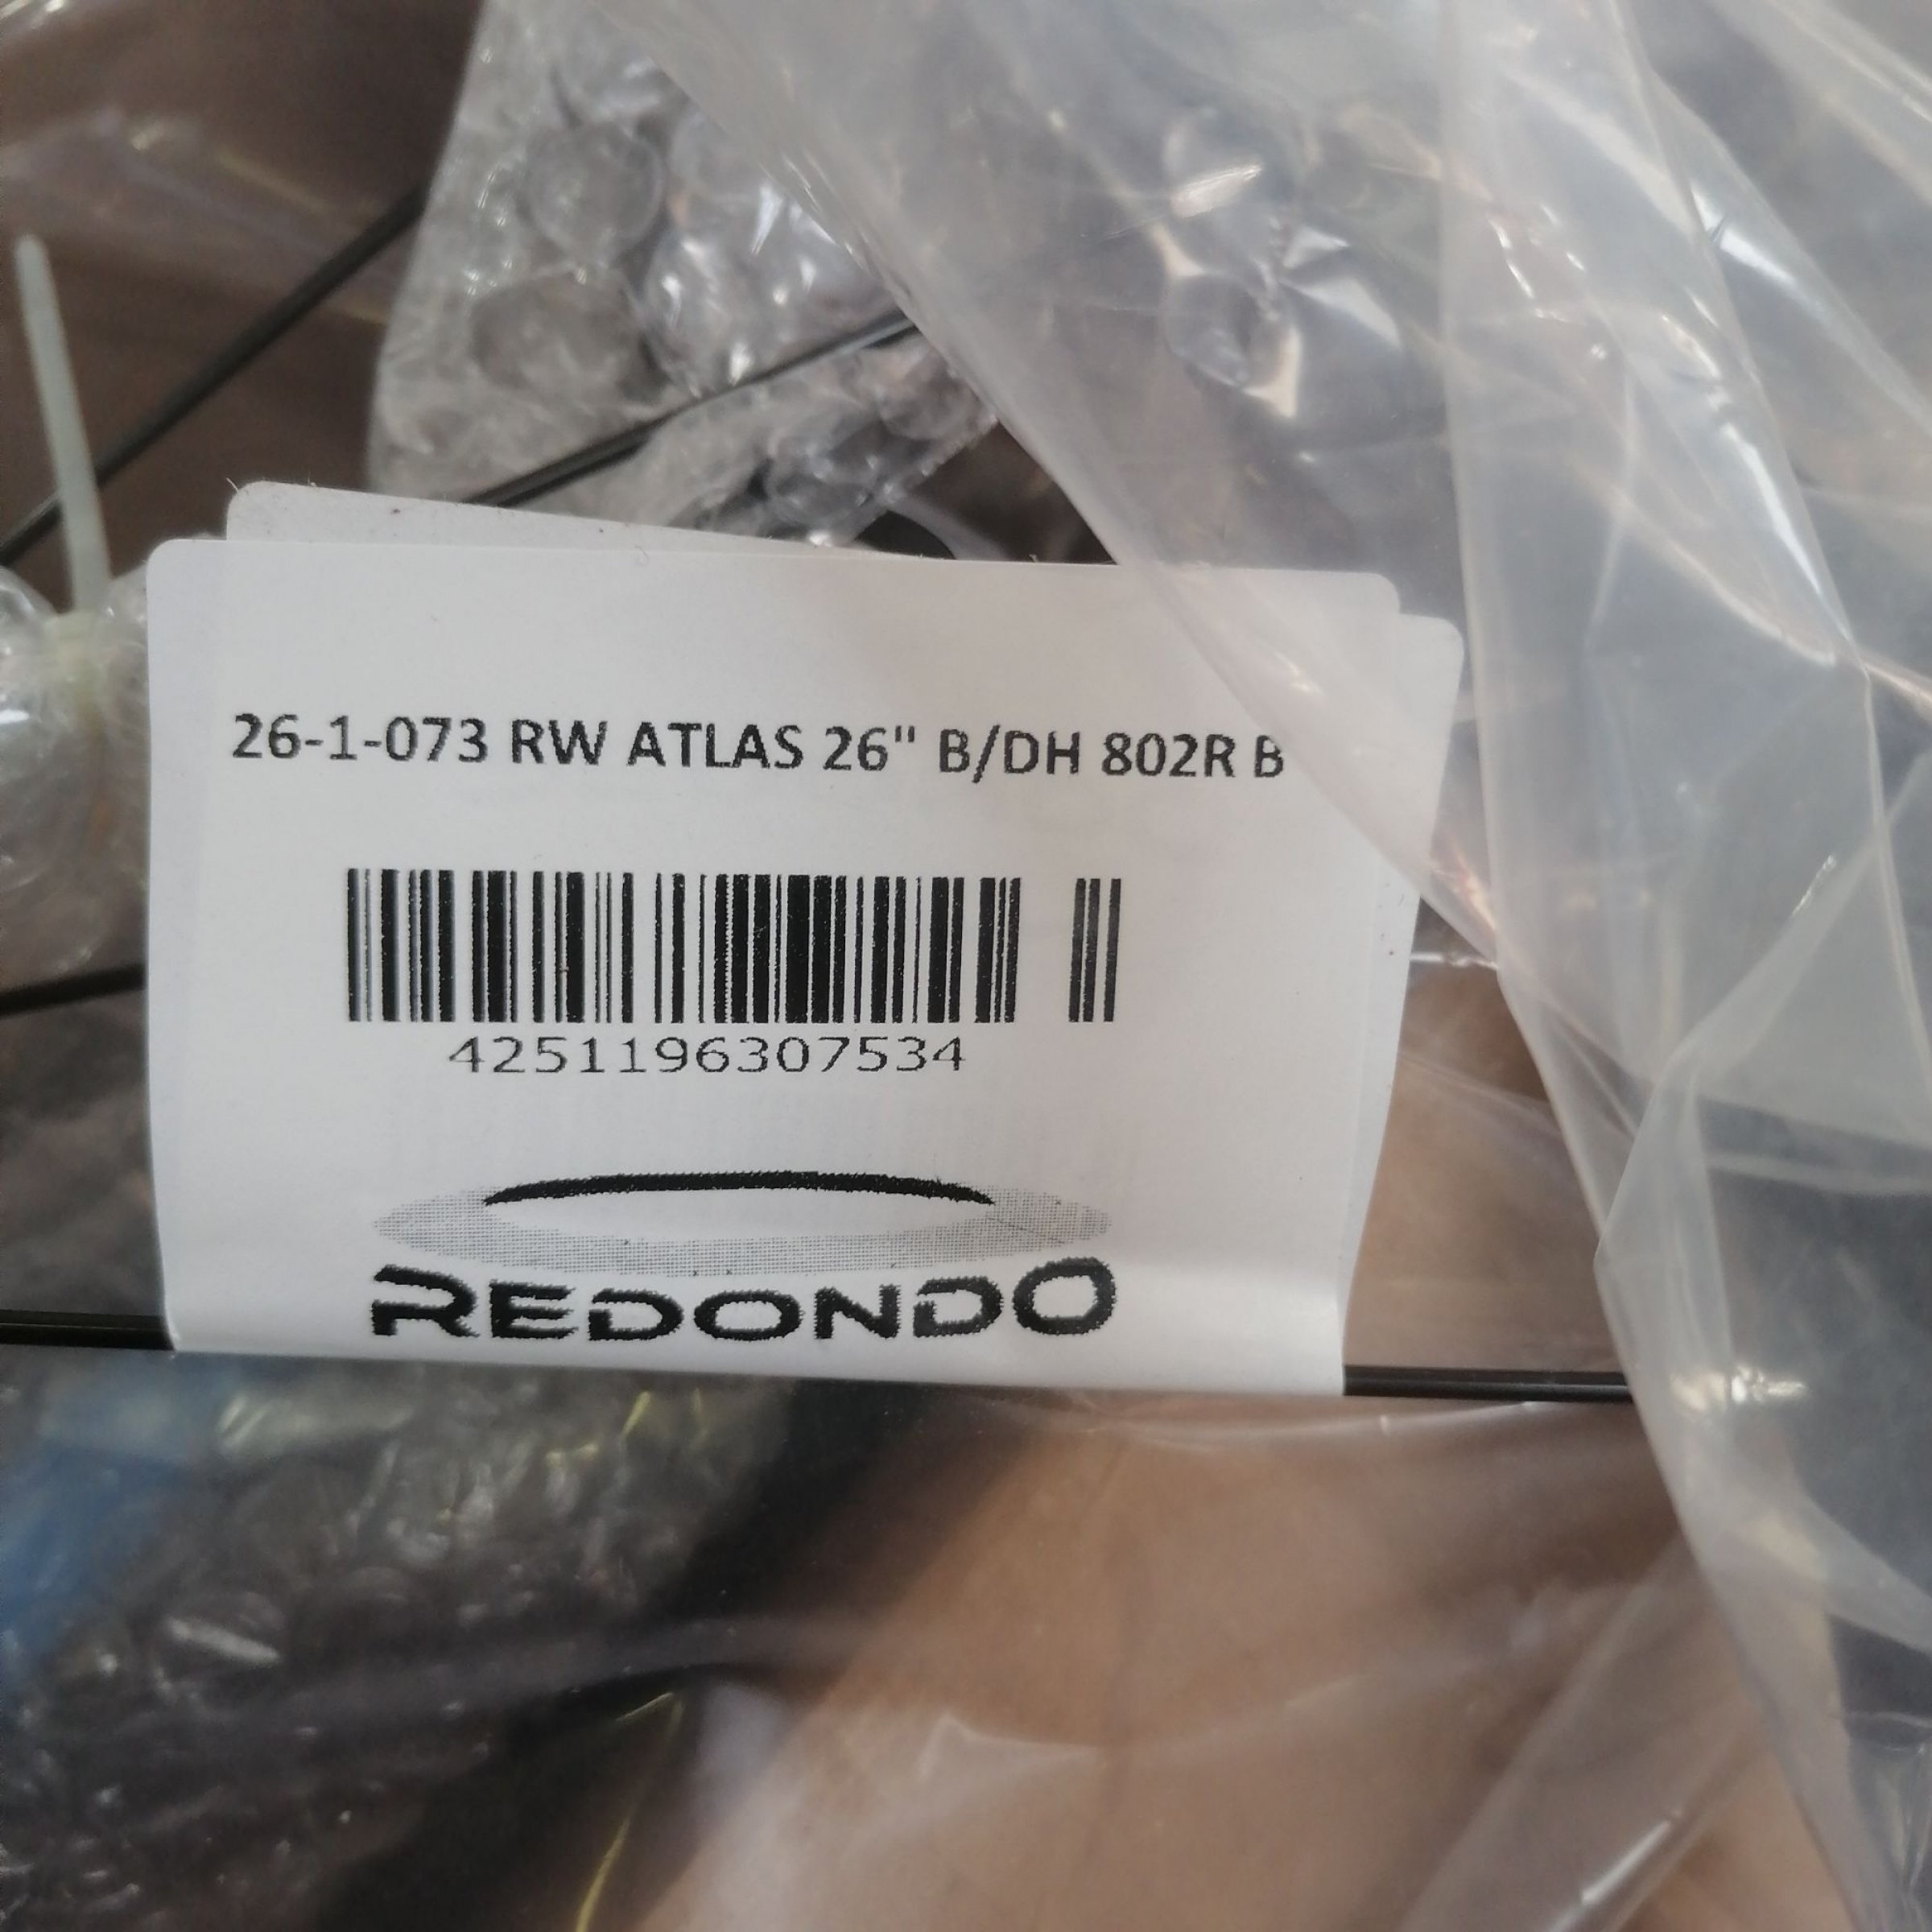 26-1-073 RW ATLAS 26" B/DH 802R B
4251196307534
REDONDO